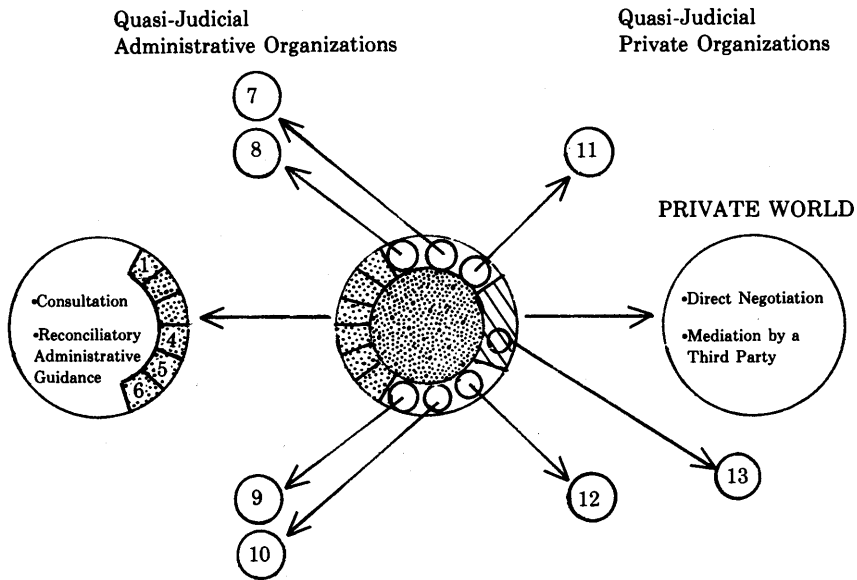 Quasi-Judicial
Administrative Organizations
Quasi-Judicial
Private Organizations
7
8
11
PRIVATE WORLD
1
•Consultation
•Reconciliatory
Administrative
Guidance
4
5
6
•Direct Negotiation
•Mediation by a
Third Party
9
10
12
13